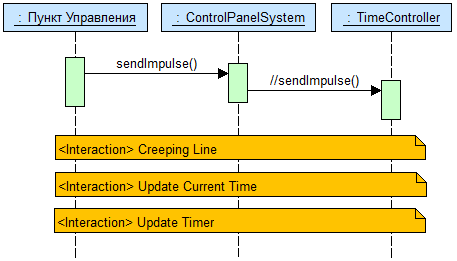 : Пункт Управления
: ControlPanelSystem
: TimeController
sendImpulse()
//sendImpulse()
<Interaction> Creeping Line
<Interaction> Update Current Time
<Interaction> Update Timer